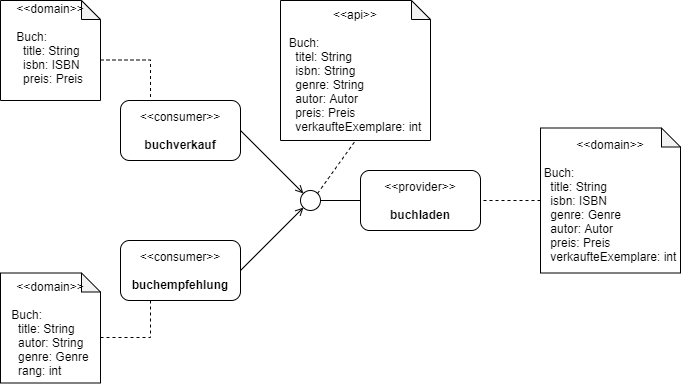 <<domain>>
Buch:
title: String
isbn: ISBN
preis: Preis
<<api>>
Buch:
titel: String
isbn: String
genre: String
autor: Autor
preis: Preis
verkaufteExemplare: int
<<consumer>>
buchverkauf
<<provider>>
buchladen
<<domain>>
Buch:
title: String
isbn: ISBN
genre: Genre
autor: Autor
preis: Preis
verkaufteExemplare: int
<<consumer>>
buchempfehlung
<<domain>>
Buch:
title: String
autor: String
genre: Genre
rang: int